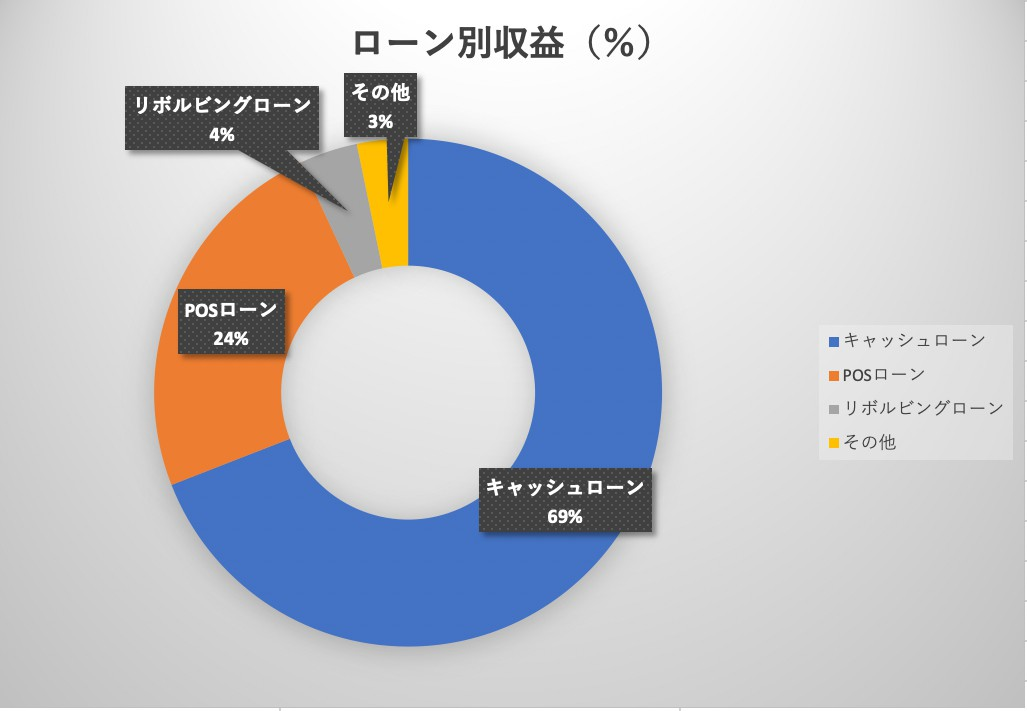 ローン別収益（%）
リボルビングローン
4%
その他
3%
POSローン
24%
キャッシュローン
69%
キャッシュローン
POSローン
リボルビングローン
その他